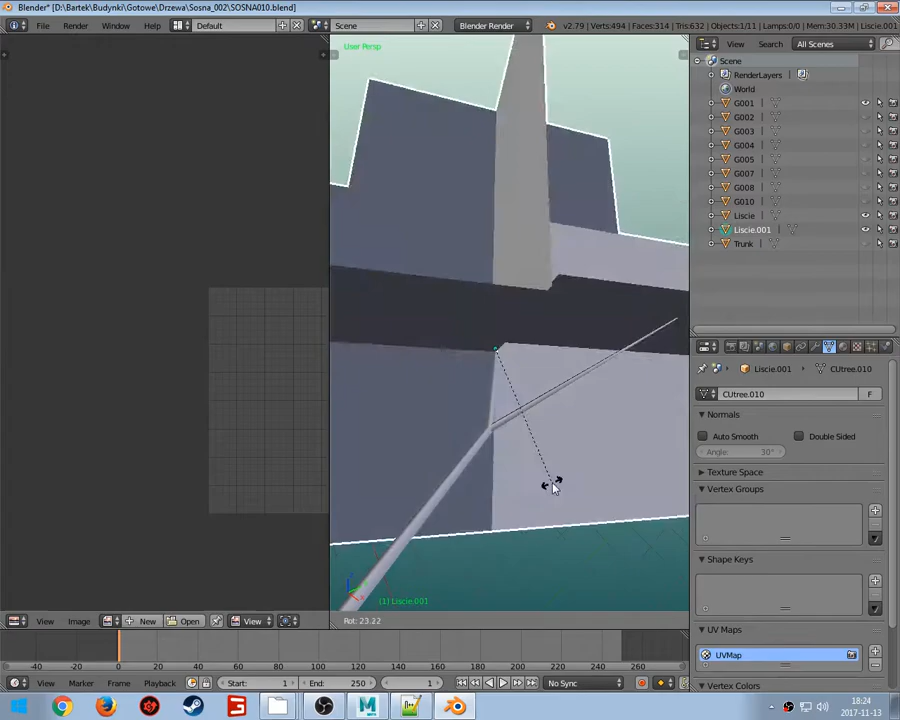 Blender* [D:\Bartek\Budynki\Gotowe\Drzewa\Sosna_002\SOSNA010.blend]
File Render Window Help Default Scene Blender Render v2.79 | Verts:494 | Faces:314 | Tris:632 | Objects:1/11 | Lamps:0/0 | Mem:30.33M | Liscie.001
User Persp
View Search All Scenes
Scene
RenderLayers
World
G001
G002
G003
G004
G005
G007
G008
G010
Liscie
Liscie.001
Trunk
Liscie.001 CUtree.010
CUtree.010 F
Normals
Auto Smooth Double Sided
Angle: 30°
Texture Space
Vertex Groups
Shape Keys
UV Maps
UVMap
Vertex Colors
(1) Liscie.001
View Image New Open View Rot: 23.22
-40 -20 0 20 40 60 80 100 120 140 160 180 200 220 240 260
View Marker Frame Playback Start: 1 End: 250 1 No Sync
18:24
2017-11-13